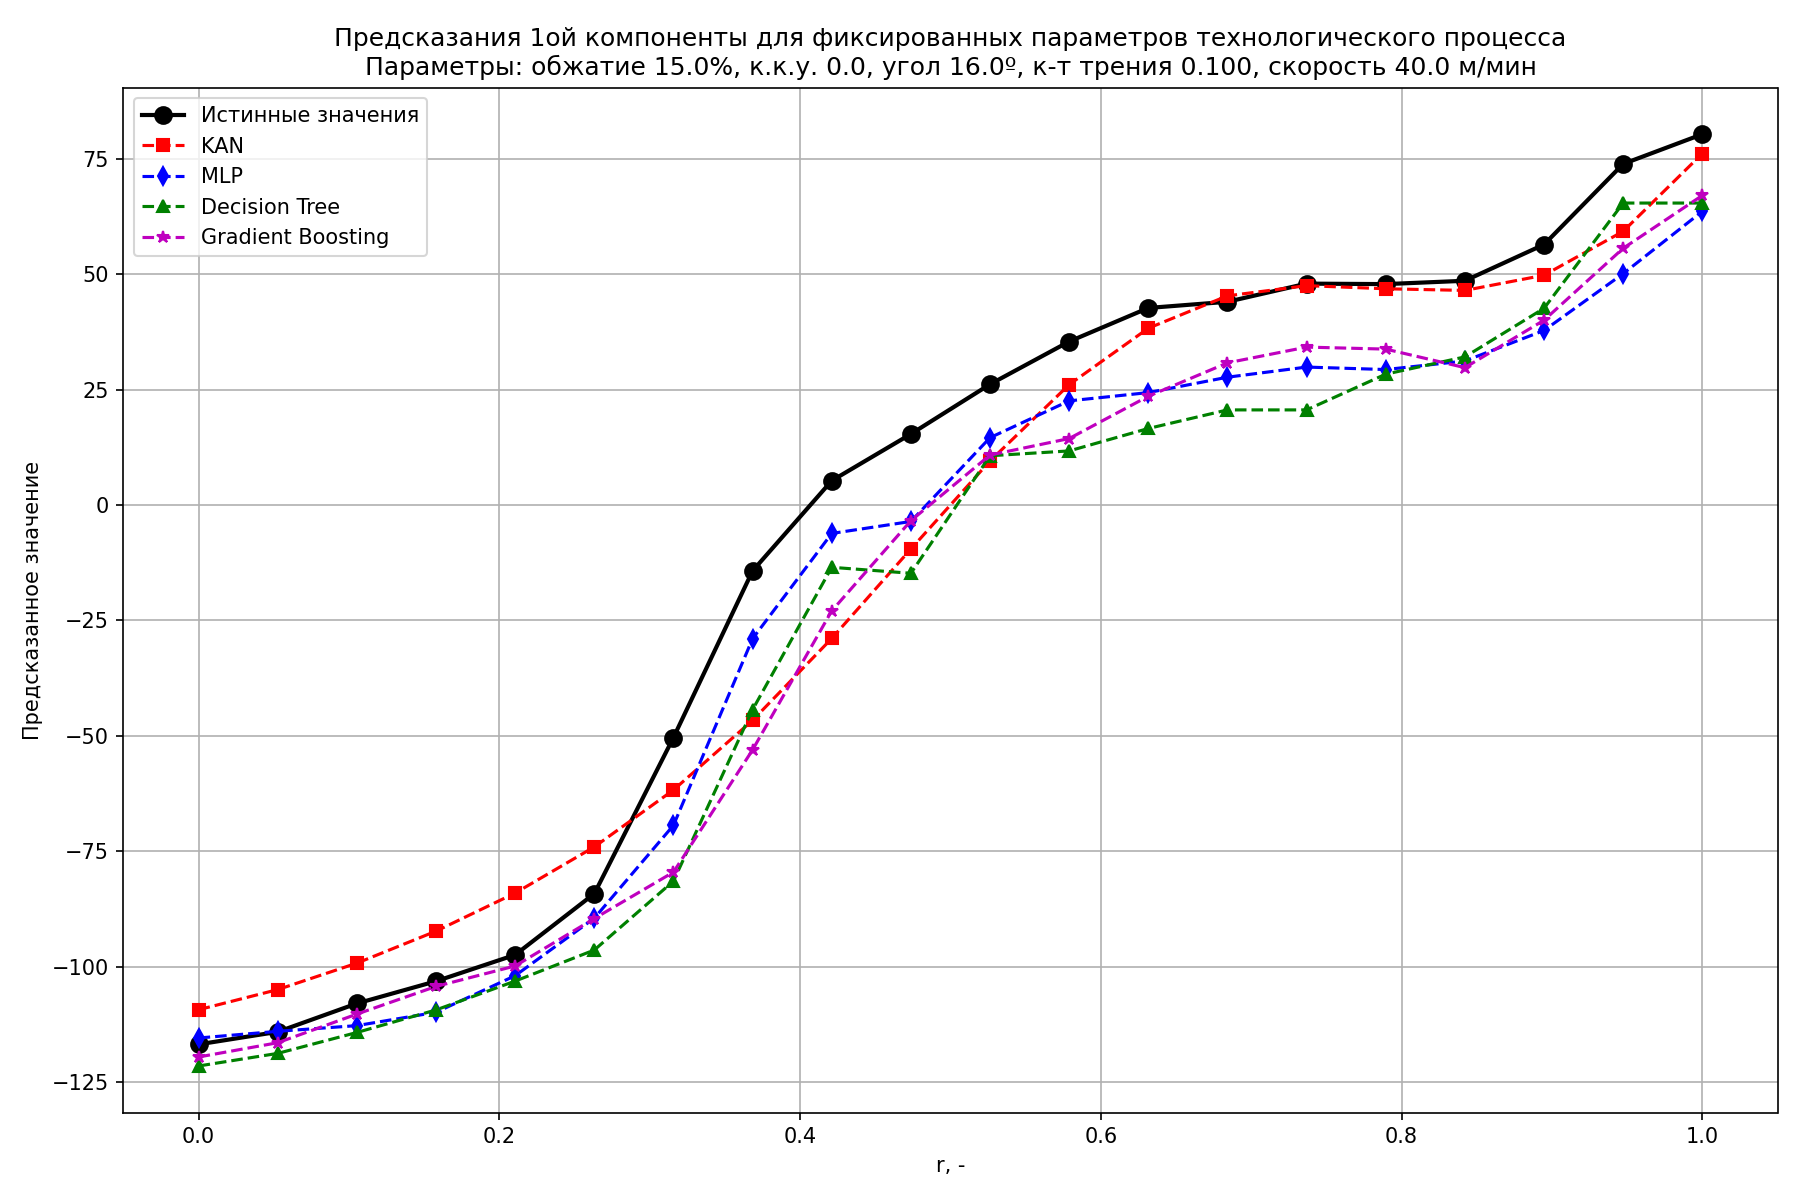 Предсказания 1ой компоненты для фиксированных параметров технологического процесса
Параметры: обжатие 15.0%, к.к.у. 0.0, угол 16.0º, к-т трения 0.100, скорость 40.0 м/мин
Истинные значения
KAN
MLP
Decision Tree
Gradient Boosting
Предсказанное значение
75
50
25
0
−25
−50
−75
−100
−125
0.0 0.2 0.4 0.6 0.8 1.0
r, -